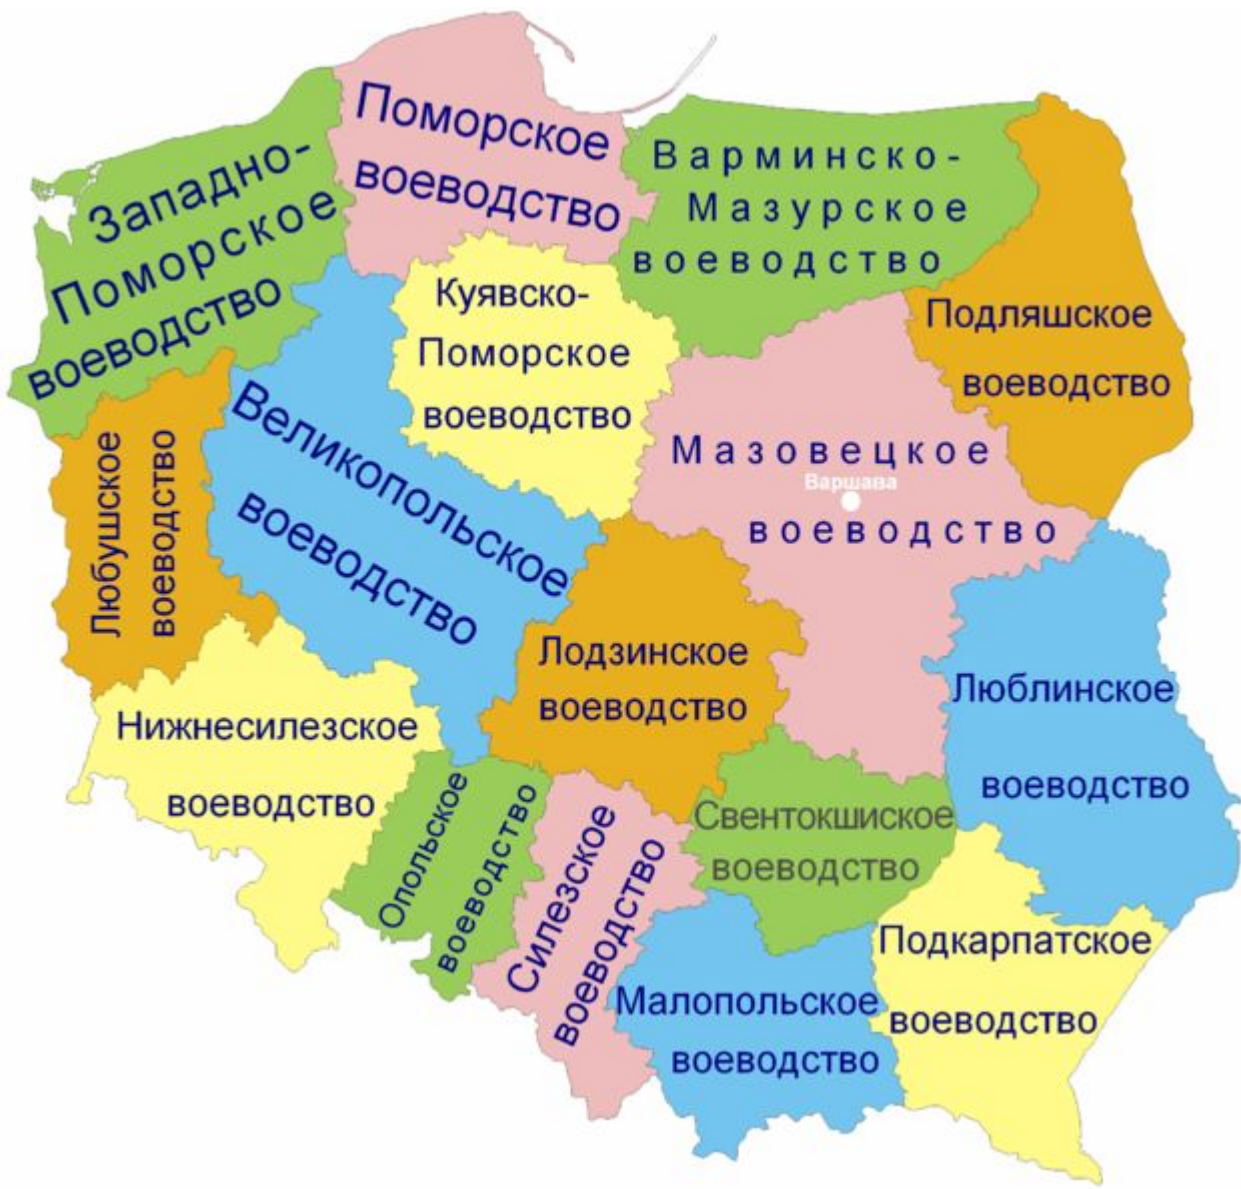 Поморское
воеводство
Западно-
Поморское
воеводство
Варминско-
Мазурское
воеводство
Подляшское
воеводство
Куявско-
Поморское
воеводство
Мазовецкое
Варшава
воеводство
Великопольское
воеводство
Любушское
воеводство
Лодзинское
воеводство
Люблинское
воеводство
Нижнесилезское
воеводство
Опольское
воеводство
Силезское
воеводство
Свентокшиское
воеводство
Подкарпатское
воеводство
Малопольское
воеводство